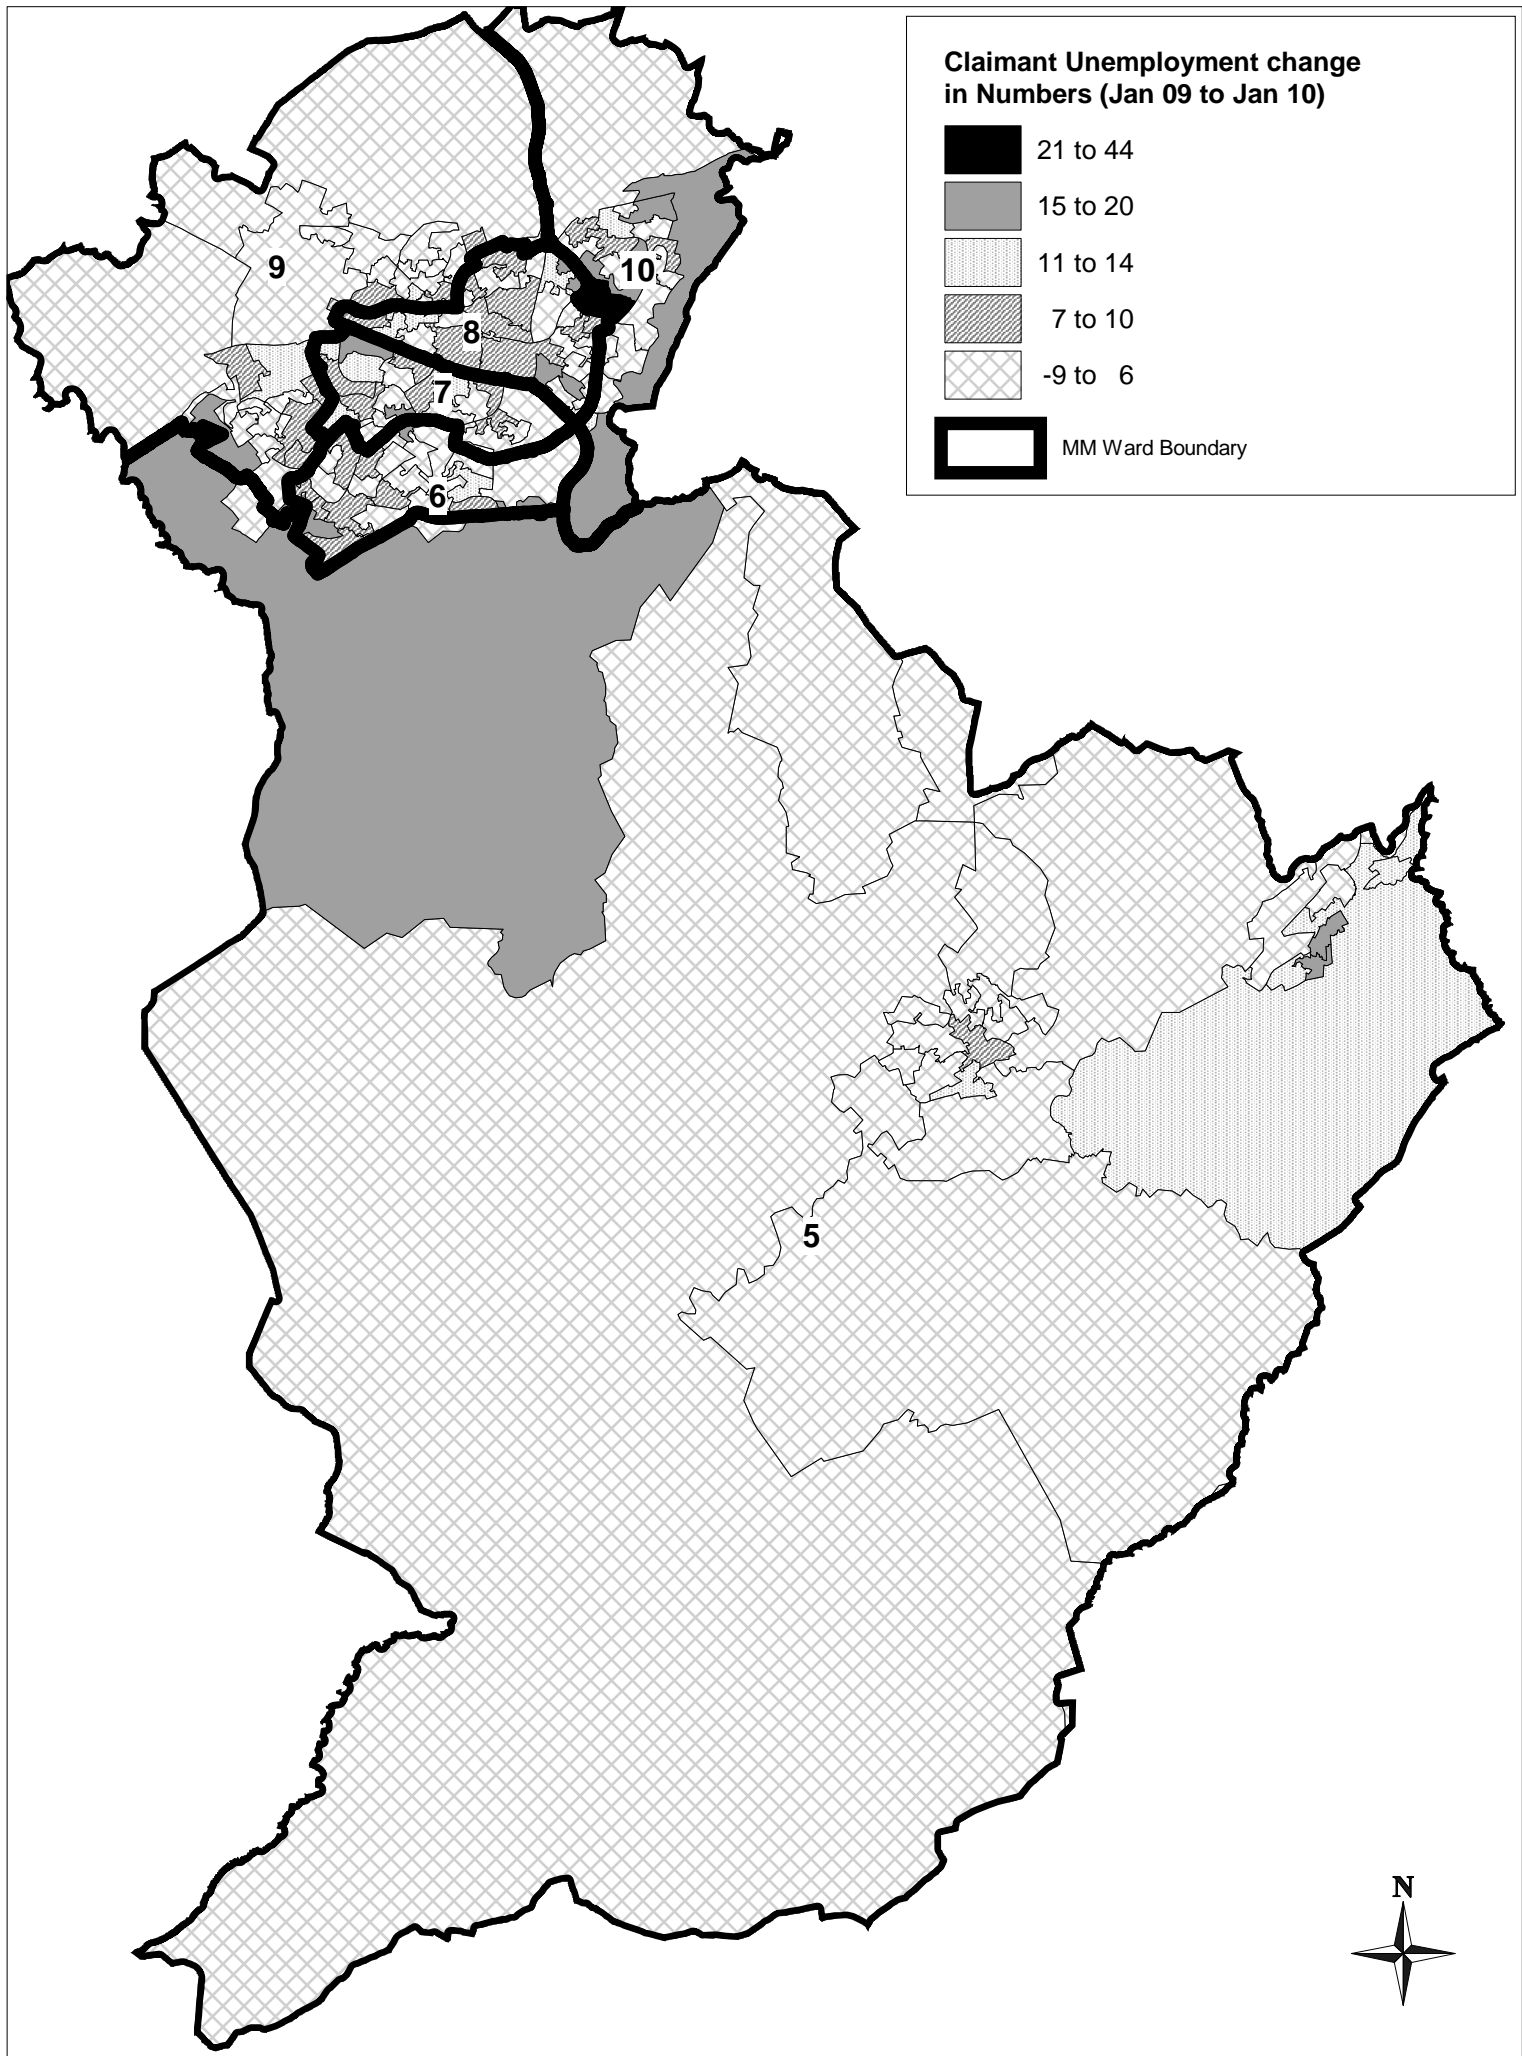 Claimant Unemployment change
in Numbers (Jan 09 to Jan 10)
21 to 44
15 to 20
11 to 14
7 to 10
-9 to 6
MM Ward Boundary
9
10
8
7
6
5
N